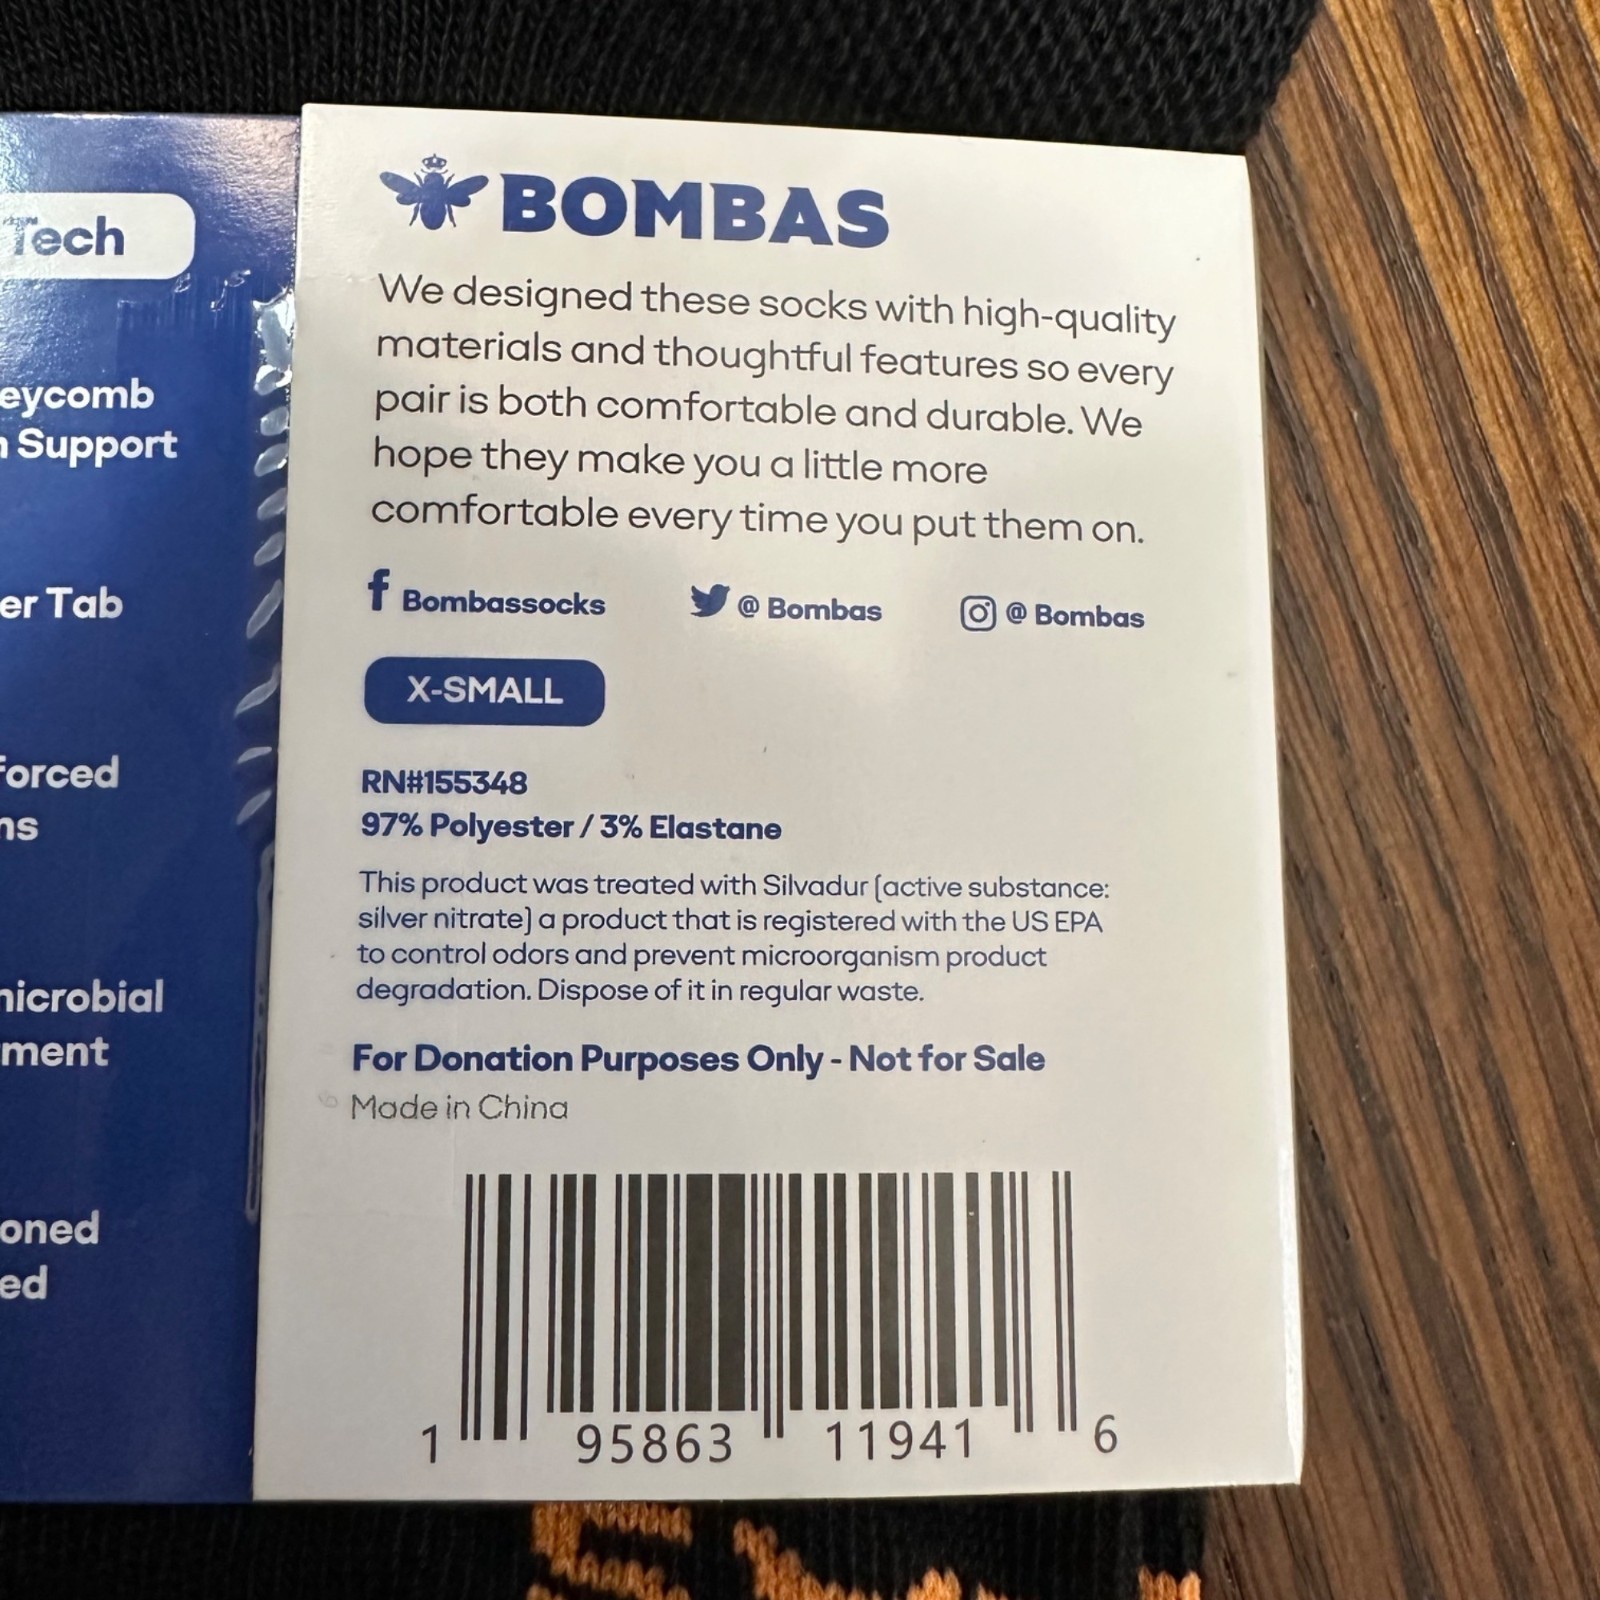 Tech
eycomb
Support
er Tab
forced
ns
microbial
ment
oned
ed
BOMBAS
We designed these socks with high-quality
materials and thoughtful features so every
pair is both comfortable and durable. We
hope they make you a little more
comfortable every time you put them on.
f Bombassocks
@ Bombas
@ Bombas
X-SMALL
RN#155348
97% Polyester / 3% Elastane
This product was treated with Silvadur (active substance:
silver nitrate) a product that is registered with the US EPA
to control odors and prevent microorganism product
degradation. Dispose of it in regular waste.
For Donation Purposes Only - Not for Sale
Made in China
1 95863 11941 6